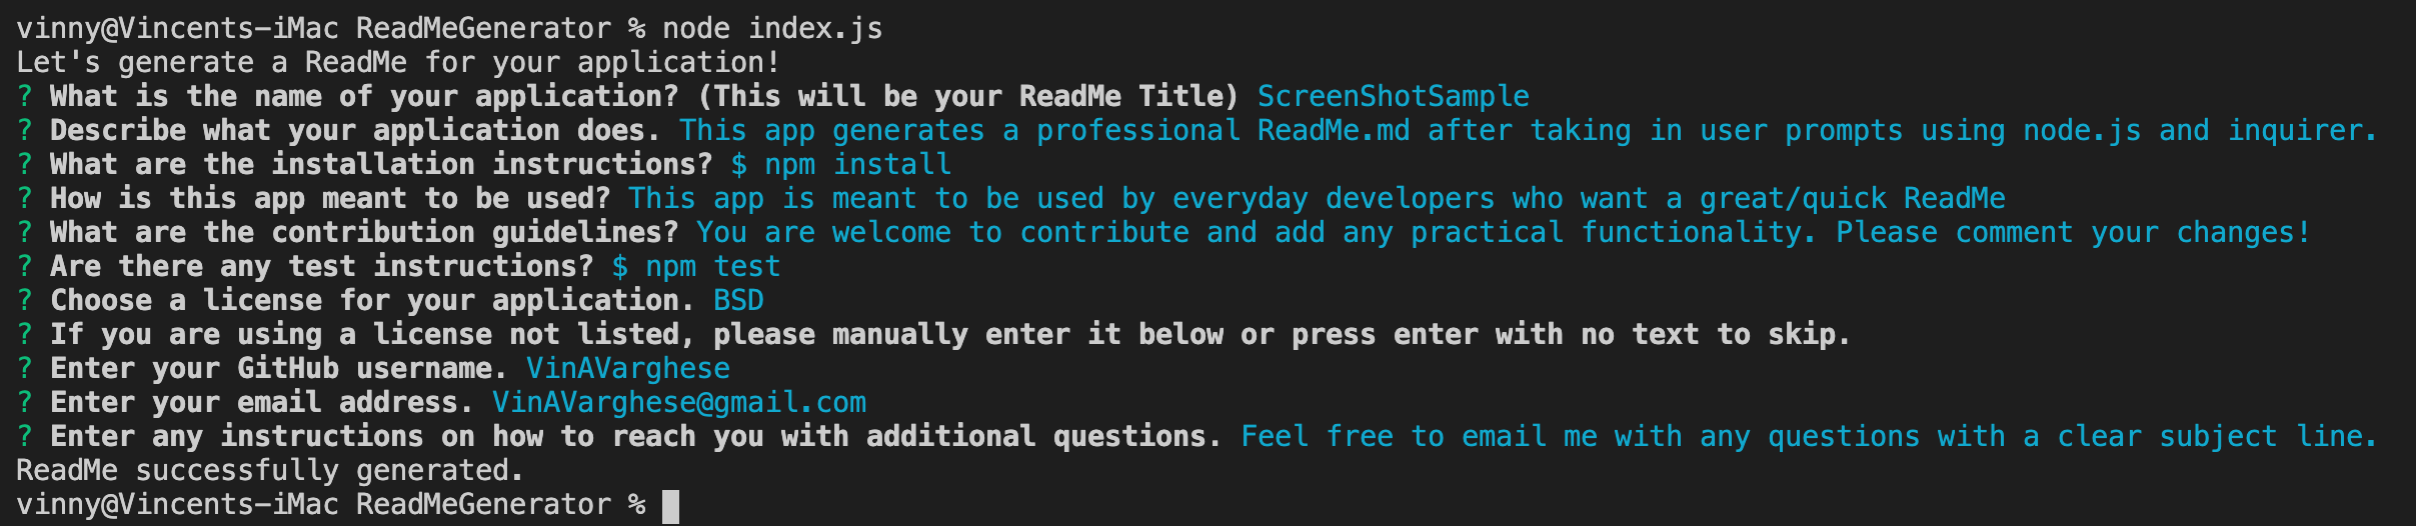 vinny@Vincents-iMac ReadMeGenerator % node index.js
Let's generate a ReadMe for your application!
? What is the name of your application? (This will be your ReadMe Title) ScreenShotSample
? Describe what your application does. This app generates a professional ReadMe.md after taking in user prompts using node.js and inquirer.
? What are the installation instructions? $ npm install
? How is this app meant to be used? This app is meant to be used by everyday developers who want a great/quick ReadMe
? What are the contribution guidelines? You are welcome to contribute and add any practical functionality. Please comment your changes!
? Are there any test instructions? $ npm test
? Choose a license for your application. BSD
? If you are using a license not listed, please manually enter it below or press enter with no text to skip.
? Enter your GitHub username. VinAVarghese
? Enter your email address. VinAVarghese@gmail.com
? Enter any instructions on how to reach you with additional questions. Feel free to email me with any questions with a clear subject line.
ReadMe successfully generated.
vinny@Vincents-iMac ReadMeGenerator %